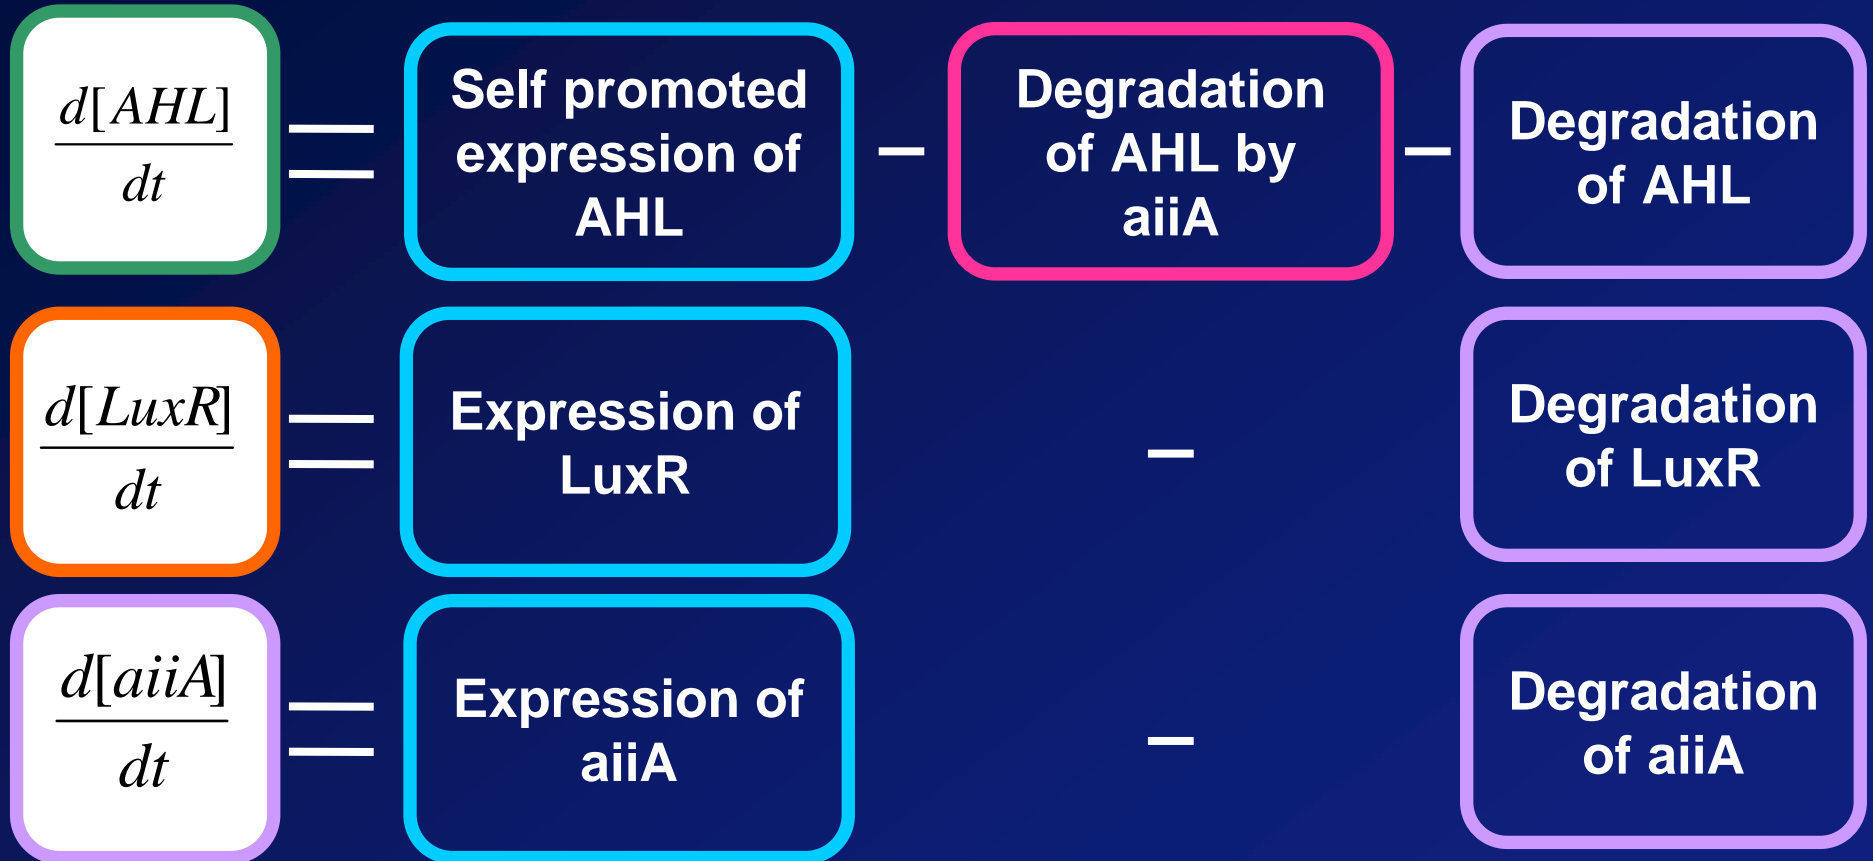 d[AHL]
dt
=
Self promoted
expression of
AHL
–
Degradation
of AHL by
aiiA
–
Degradation
of AHL
d[LuxR]
dt
=
Expression of
LuxR
–
Degradation
of LuxR
d[aiiA]
dt
=
Expression of
aiiA
–
Degradation
of aiiA